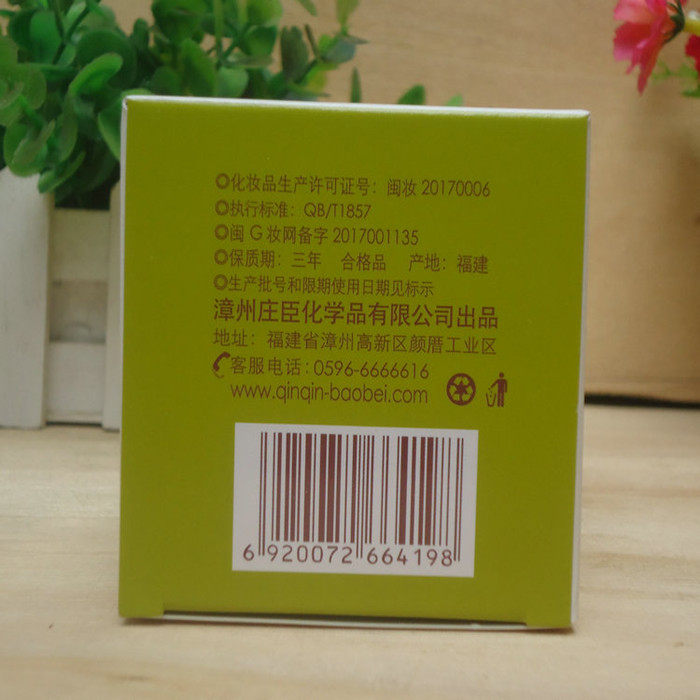 ◎化妆品生产许可证号：闽妆 20170006
◎执行标准：QB/T1857
◎闽 G 妆网备字 2017001135
◎保质期：三年 合格品 产地：福建
◎生产批号和限期使用日期见标示
漳州庄臣化学品有限公司出品
地址：福建省漳州高新区颜厝工业区
客服电话：0596-6666616
www.qinqin-baobei.com
6 920072 664198